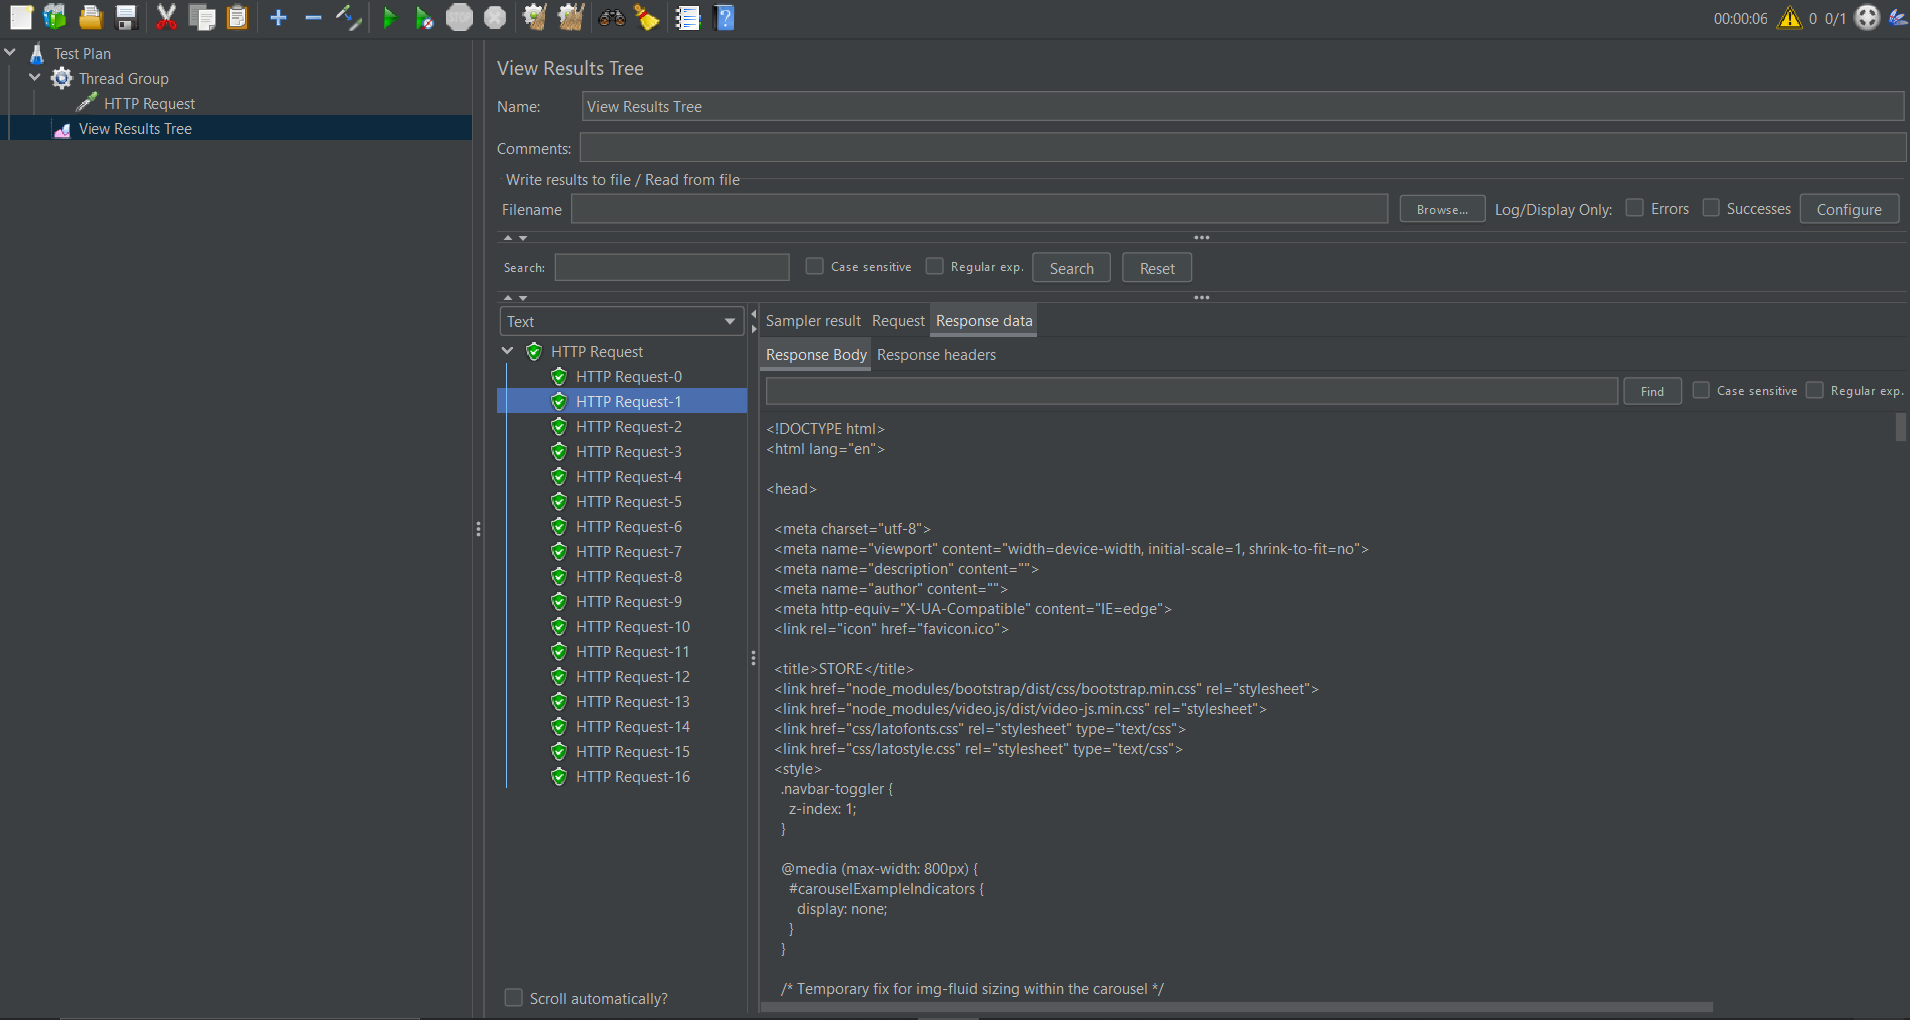 00:00:06 0 0/1
Test Plan
Thread Group
HTTP Request
View Results Tree
View Results Tree
Name: View Results Tree
Comments:
Write results to file / Read from file
Filename Browse... Log/Display Only: Errors Successes Configure
Search: Case sensitive Regular exp. Search Reset
Text
HTTP Request
HTTP Request-0
HTTP Request-1
HTTP Request-2
HTTP Request-3
HTTP Request-4
HTTP Request-5
HTTP Request-6
HTTP Request-7
HTTP Request-8
HTTP Request-9
HTTP Request-10
HTTP Request-11
HTTP Request-12
HTTP Request-13
HTTP Request-14
HTTP Request-15
HTTP Request-16
Scroll automatically?
Sampler result Request Response data
Response Body Response headers
Find Case sensitive Regular exp.
<!DOCTYPE html>
<html lang="en">
<head>
<meta charset="utf-8">
<meta name="viewport" content="width=device-width, initial-scale=1, shrink-to-fit=no">
<meta name="description" content="">
<meta name="author" content="">
<meta http-equiv="X-UA-Compatible" content="IE=edge">
<link rel="icon" href="favicon.ico">
<title>STORE</title>
<link href="node_modules/bootstrap/dist/css/bootstrap.min.css" rel="stylesheet">
<link href="node_modules/video.js/dist/video-js.min.css" rel="stylesheet">
<link href="css/latofonts.css" rel="stylesheet" type="text/css">
<link href="css/latostyle.css" rel="stylesheet" type="text/css">
<style>
.navbar-toggler {
z-index: 1;
}
@media (max-width: 800px) {
#carouselExampleIndicators {
display: none;
}
}
/* Temporary fix for img-fluid sizing within the carousel */